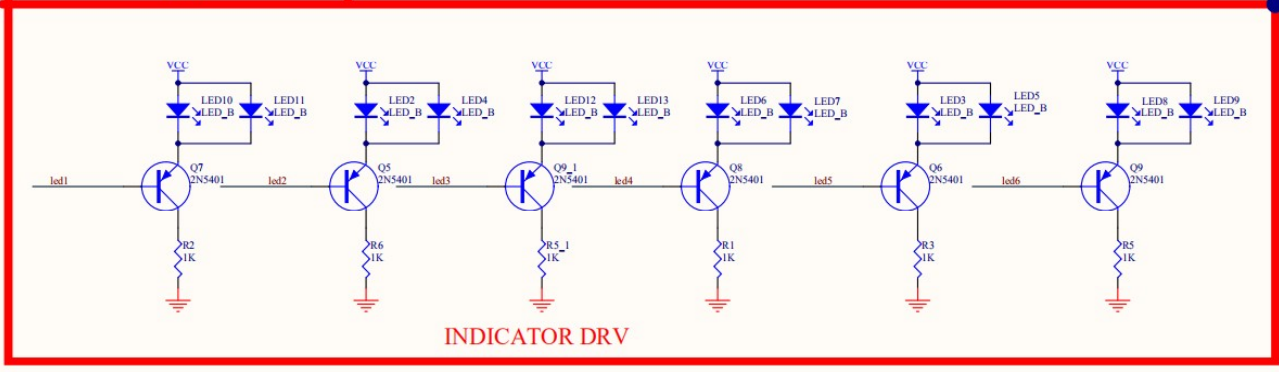 VCC VCC VCC VCC VCC VCC
LED10 LED11 LED2 LED4 LED12 LED13 LED6 LED7 LED3 LED5 LED8 LED9
LED_B LED_B LED_B LED_B LED_B LED_B LED_B LED_B LED_B LED_B LED_B LED_B
Q7 Q5 Q9_1 Q8 Q6 Q9
led1 2N5401 led2 2N5401 led3 2N5401 led4 2N5401 led5 2N5401 led6 2N5401
R2 R6 R5_1 R1 R3 R5
1K 1K 1K 1K 1K 1K
INDICATOR DRV